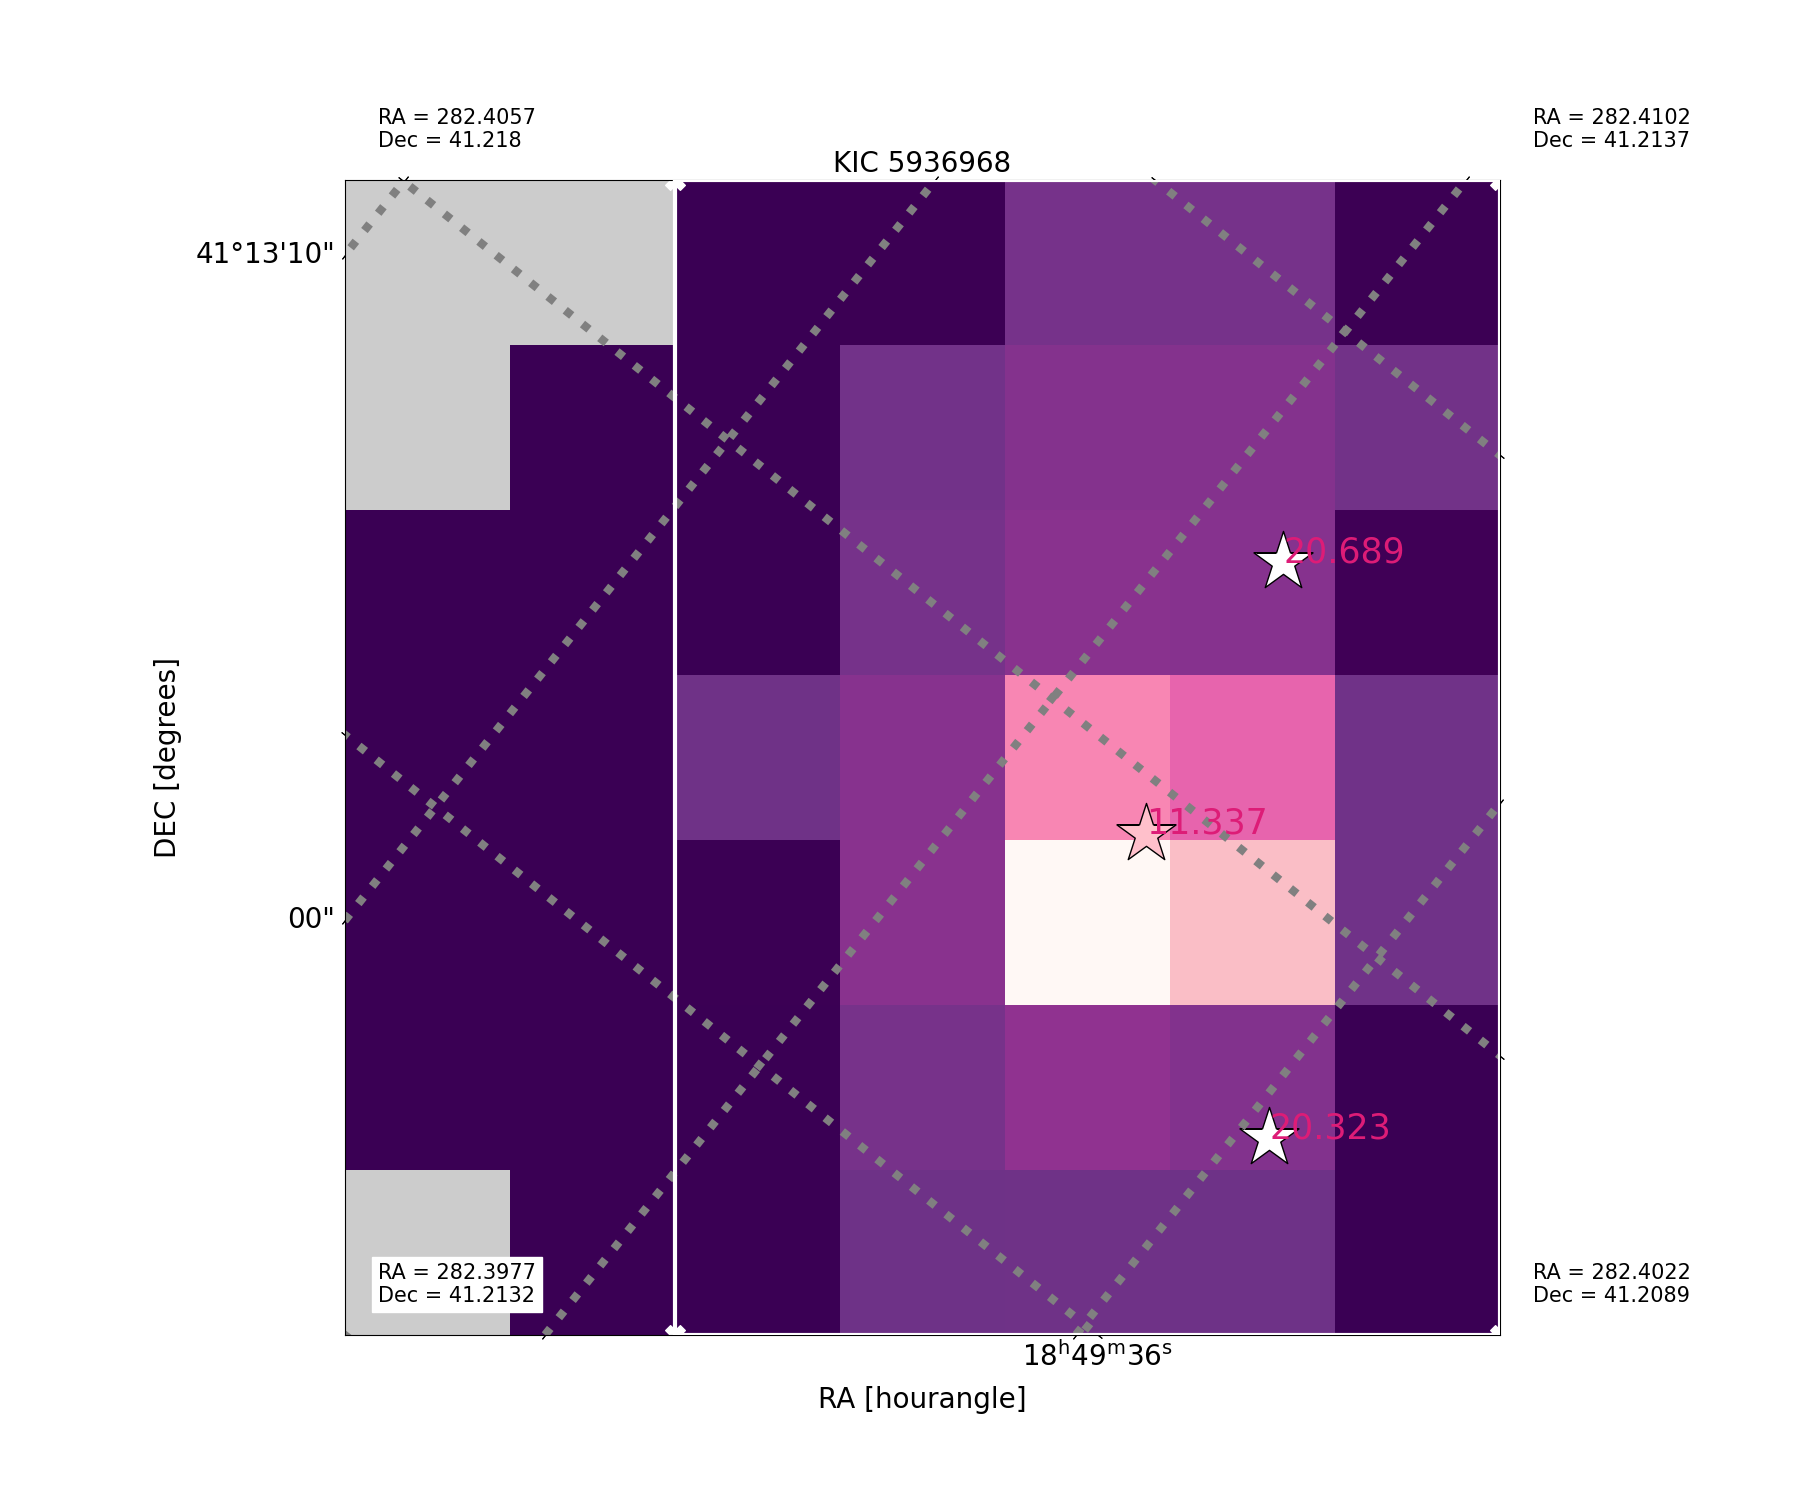 RA = 282.4057
Dec = 41.218
RA = 282.4102
Dec = 41.2137
KIC 5936968
41°13'10"
20.689
DEC [degrees]
11.337
00"
20.323
RA = 282.3977
Dec = 41.2132
RA = 282.4022
Dec = 41.2089
18h49m36s
RA [hourangle]